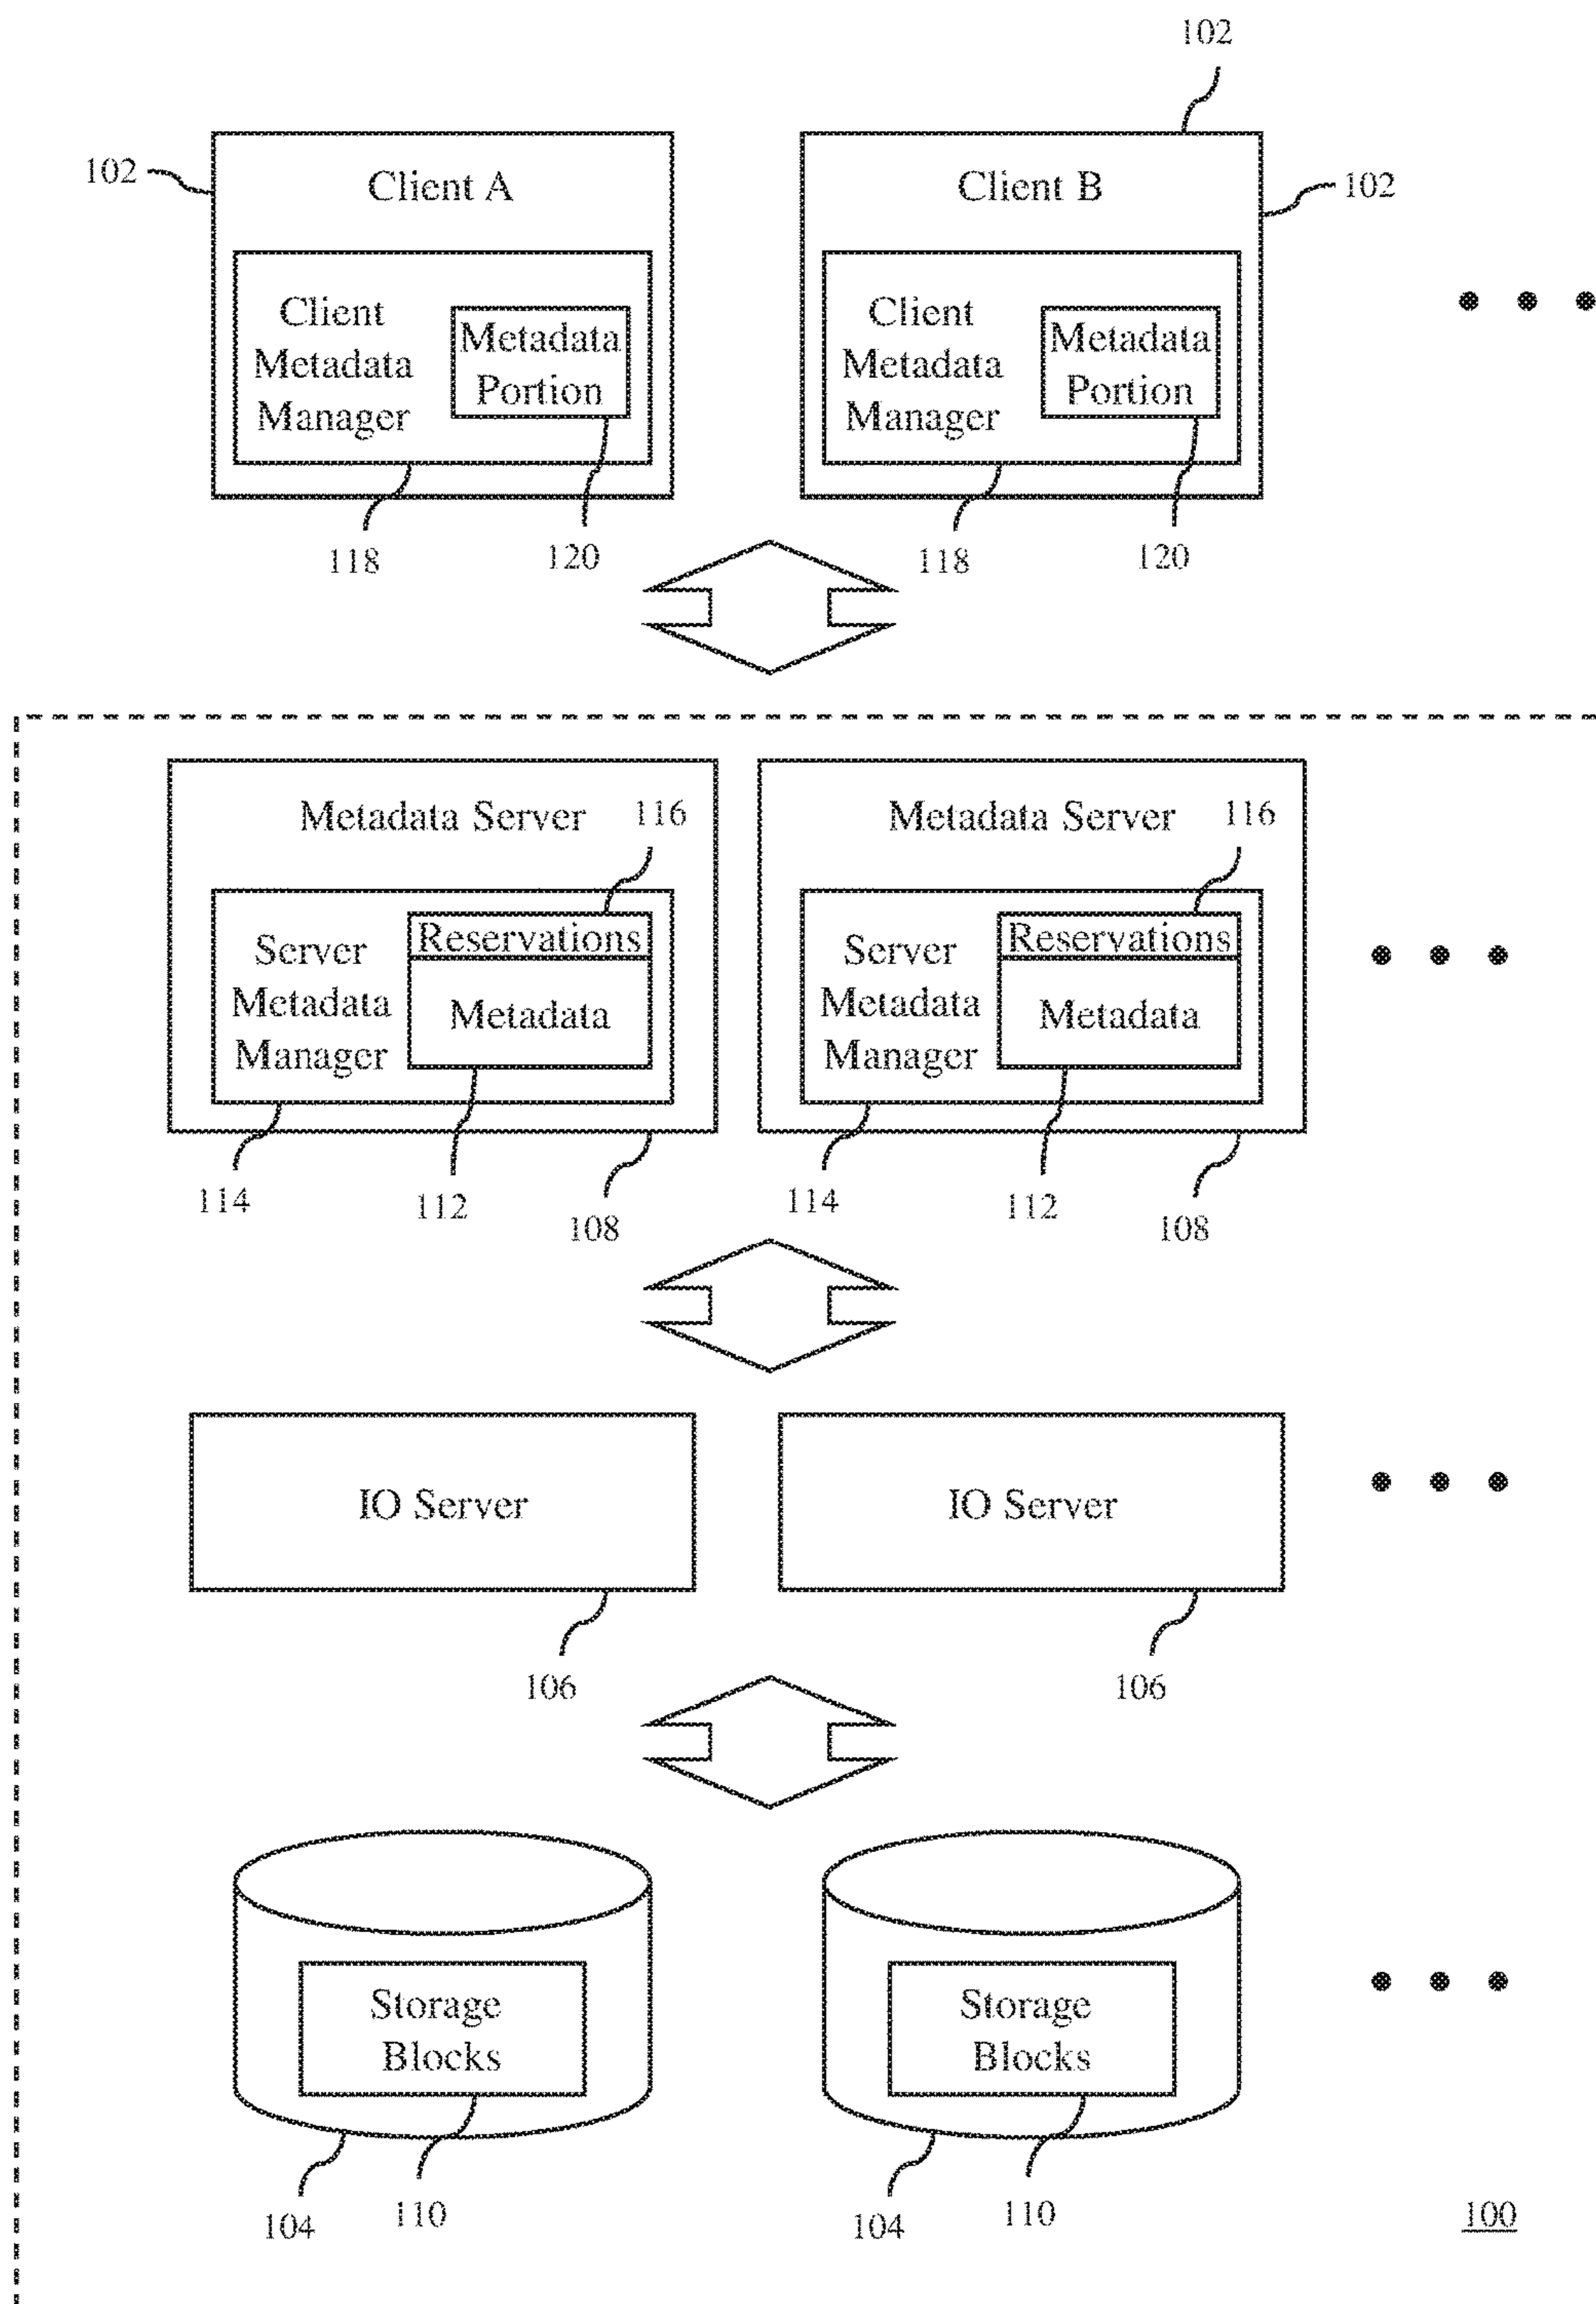 102
102
Client A
Client B
102
Client
Metadata
Manager
Metadata
Portion
Client
Metadata
Manager
Metadata
Portion
118
120
118
120
Metadata Server
116
Metadata Server
116
Server
Metadata
Manager
Reservations
Metadata
Server
Metadata
Manager
Reservations
Metadata
114
112
108
114
112
108
IO Server
IO Server
106
106
Storage
Blocks
Storage
Blocks
104
110
104
110
100